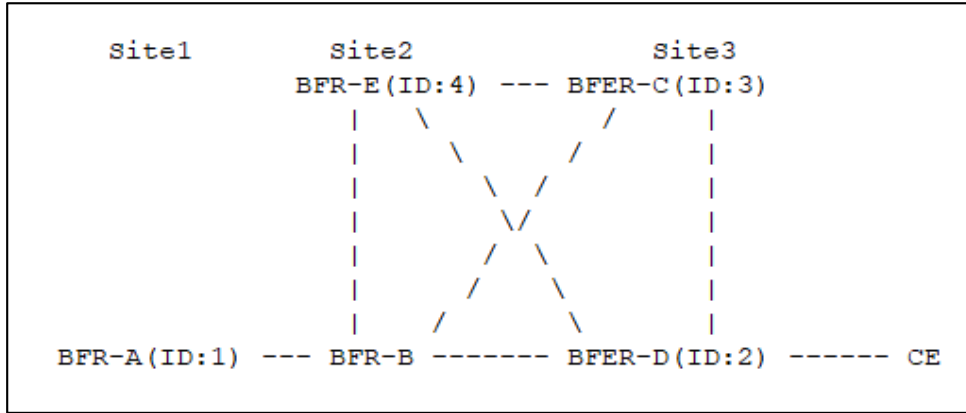 Site1 Site2 Site3
BFR-E(ID:4) --- BFER-C(ID:3)
BFR-A(ID:1) --- BFR-B ------- BFER-D(ID:2) ------ CE